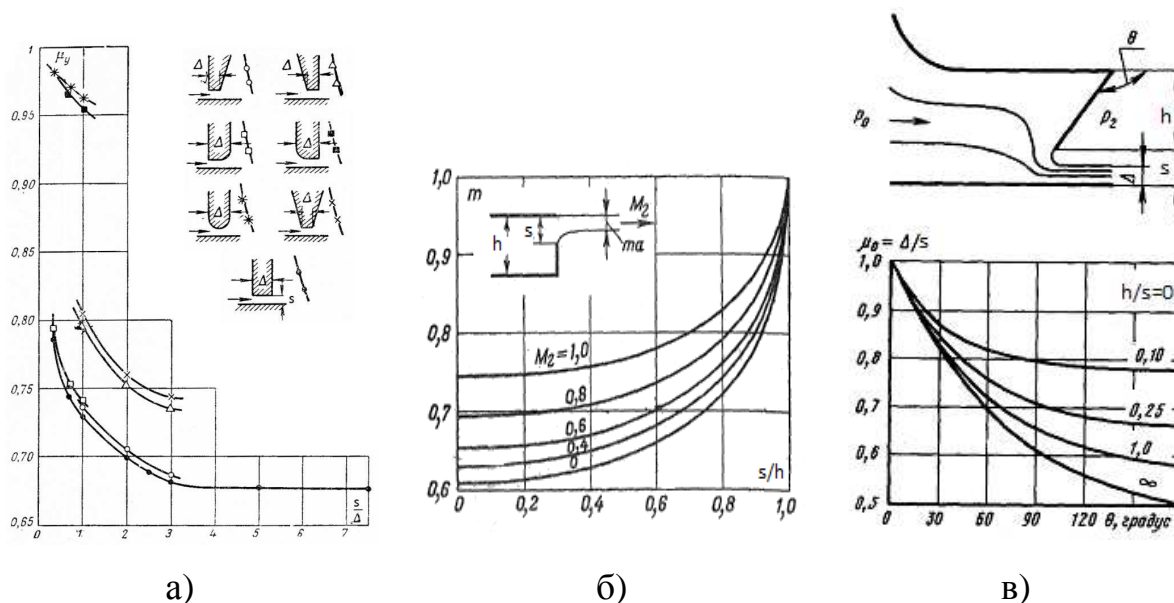 1
μy
0,95
0,90
0,85
0,80
0,75
0,70
0,65
0 1 2 3 4 5 6 7
s/Δ
Δ Δ
Δ Δ
Δ Δ
Δ
s
а)
1,0
m
0,9
0,8
0,7
0,6
h
s
M2
ma
M2=1,0
0,8
0,6
0,4
0
s/h
0 0,2 0,4 0,6 0,8 1,0
б)
θ
p0
p2
h
s
Δ
μ0 = Δ/s
1,0
0,9
0,8
0,7
0,6
0,5
h/s=0
0,10
0,25
1,0
∞
0 30 60 90 120 θ, градус
в)